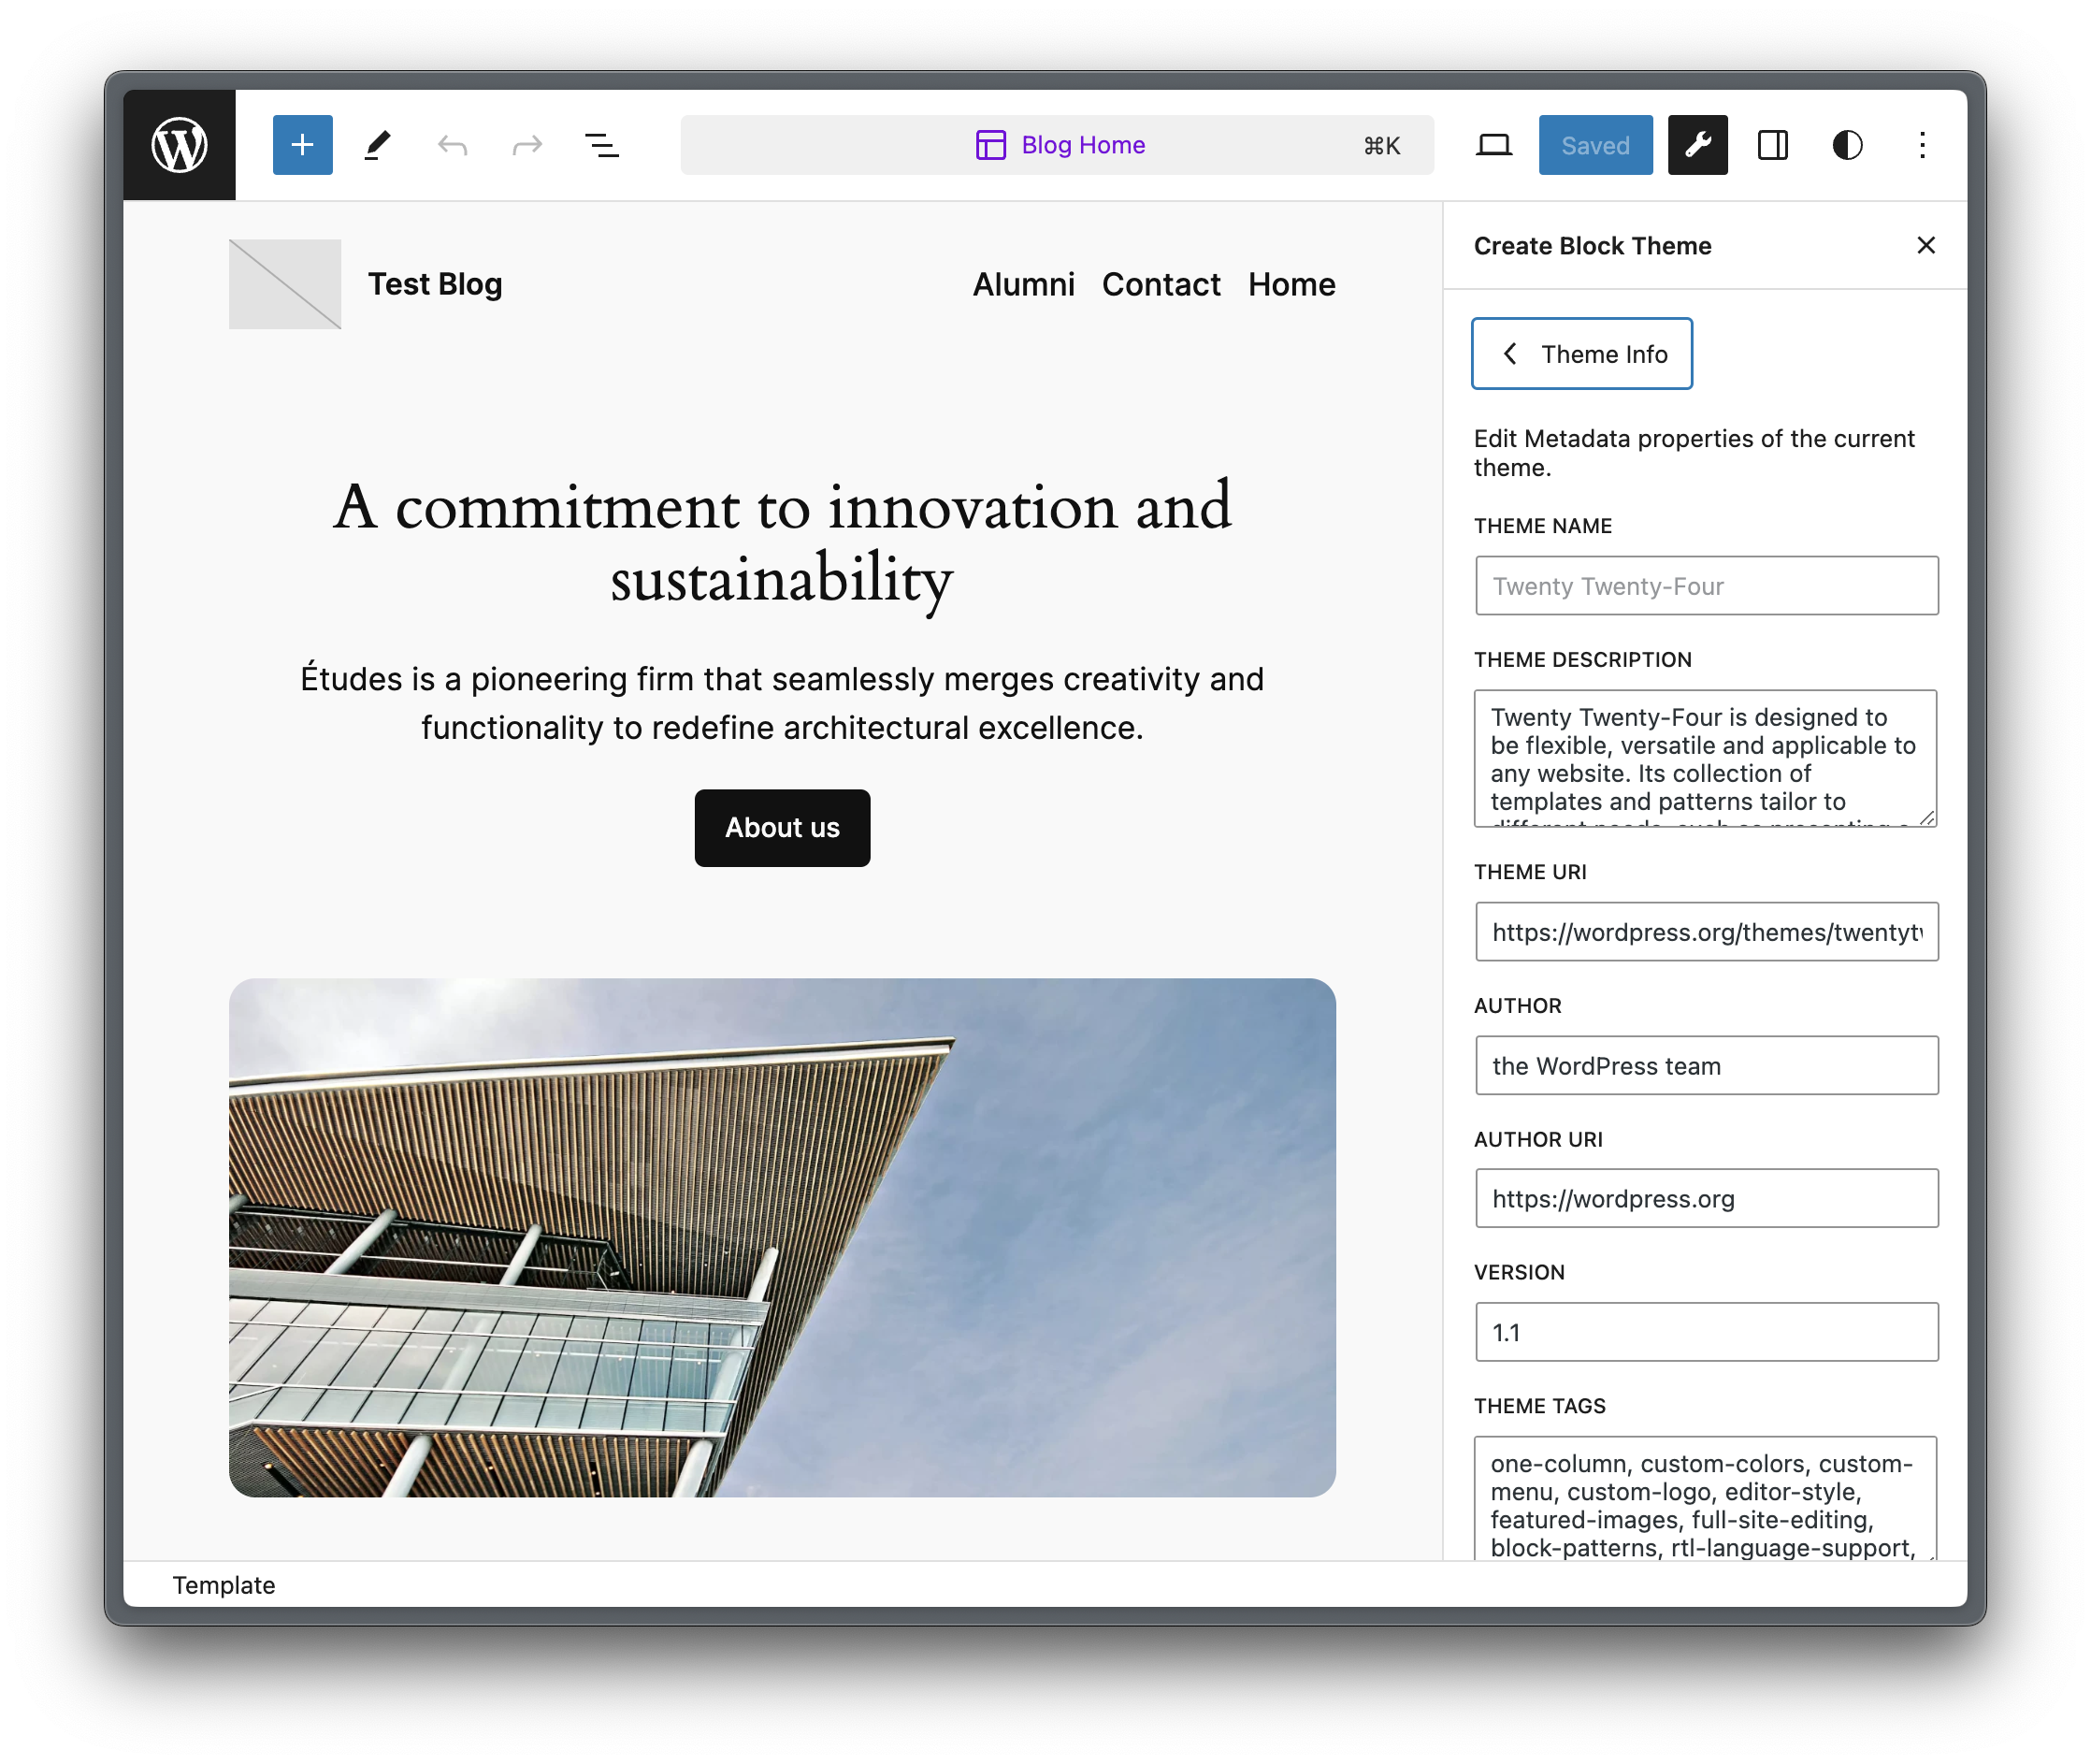 Blog Home
⌘K
Saved
Test Blog
Alumni Contact Home
A commitment to innovation and
sustainability
Études is a pioneering firm that seamlessly merges creativity and
functionality to redefine architectural excellence.
About us
Template
Create Block Theme
Theme Info
Edit Metadata properties of the current
theme.
THEME NAME
Twenty Twenty-Four
THEME DESCRIPTION
Twenty Twenty-Four is designed to
be flexible, versatile and applicable to
any website. Its collection of
templates and patterns tailor to
THEME URI
https://wordpress.org/themes/twentytw
AUTHOR
the WordPress team
AUTHOR URI
https://wordpress.org
VERSION
1.1
THEME TAGS
one-column, custom-colors, custom-
menu, custom-logo, editor-style,
featured-images, full-site-editing,
block-patterns, rtl-language-support,